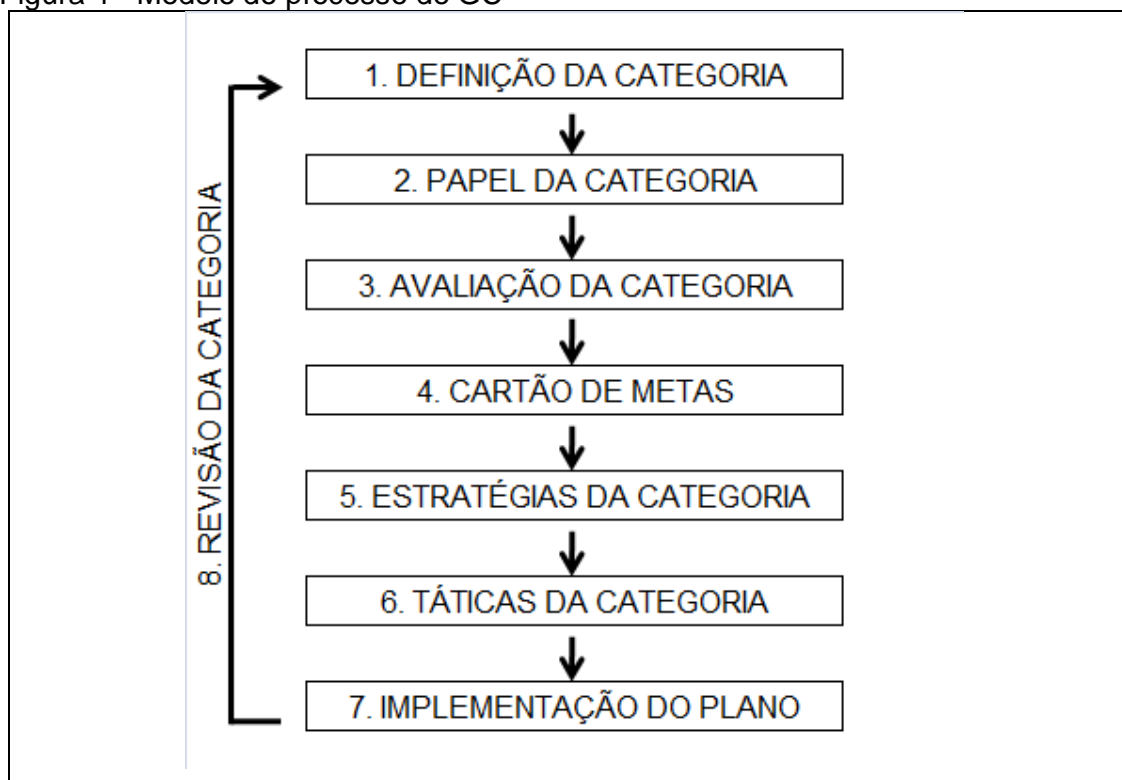 1. DEFINIÇÃO DA CATEGORIA
2. PAPEL DA CATEGORIA
3. AVALIAÇÃO DA CATEGORIA
4. CARTÃO DE METAS
5. ESTRATÉGIAS DA CATEGORIA
6. TÁTICAS DA CATEGORIA
7. IMPLEMENTAÇÃO DO PLANO
8. REVISÃO DA CATEGORIA